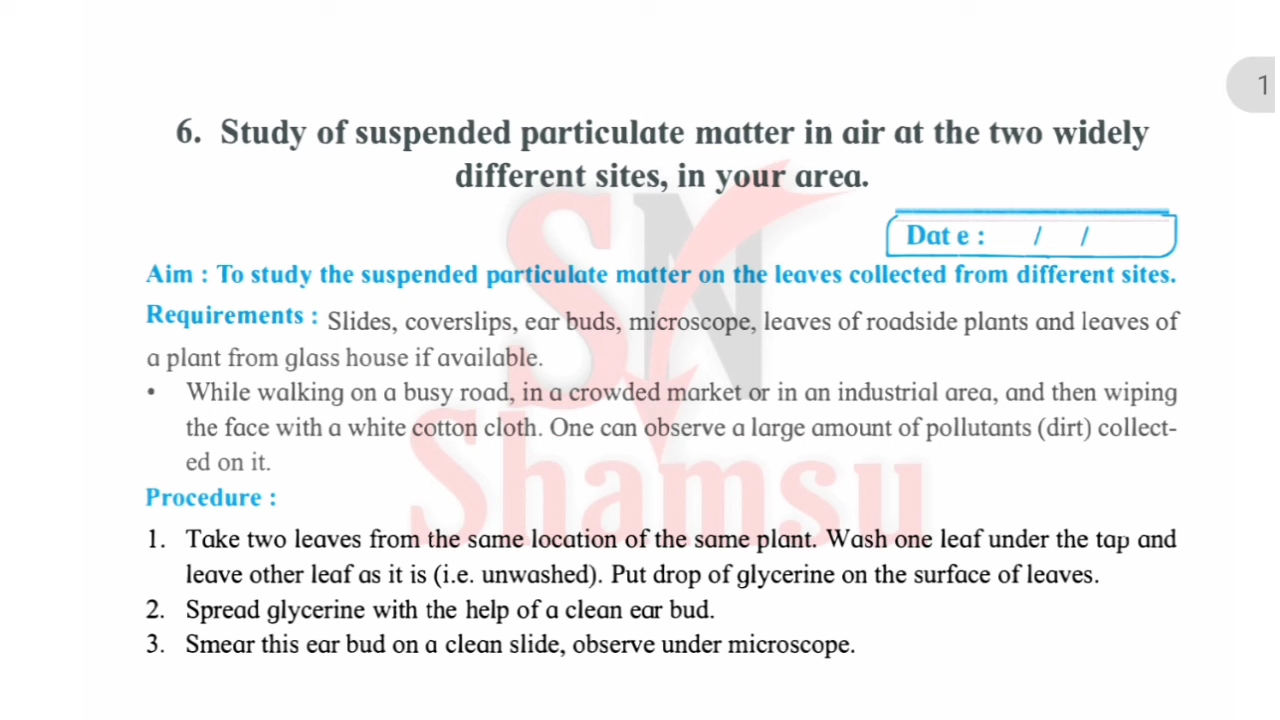 1
6. Study of suspended particulate matter in air at the two widely
different sites, in your area.
Date : / /
Aim : To study the suspended particulate matter on the leaves collected from different sites.
Requirements : Slides, coverslips, ear buds, microscope, leaves of roadside plants and leaves of
a plant from glass house if available.
• While walking on a busy road, in a crowded market or in an industrial area, and then wiping
the face with a white cotton cloth. One can observe a large amount of pollutants (dirt) collect-
ed on it.
Procedure :
1. Take two leaves from the same location of the same plant. Wash one leaf under the tap and
leave other leaf as it is (i.e. unwashed). Put drop of glycerine on the surface of leaves.
2. Spread glycerine with the help of a clean ear bud.
3. Smear this ear bud on a clean slide, observe under microscope.
SN
Shamsu